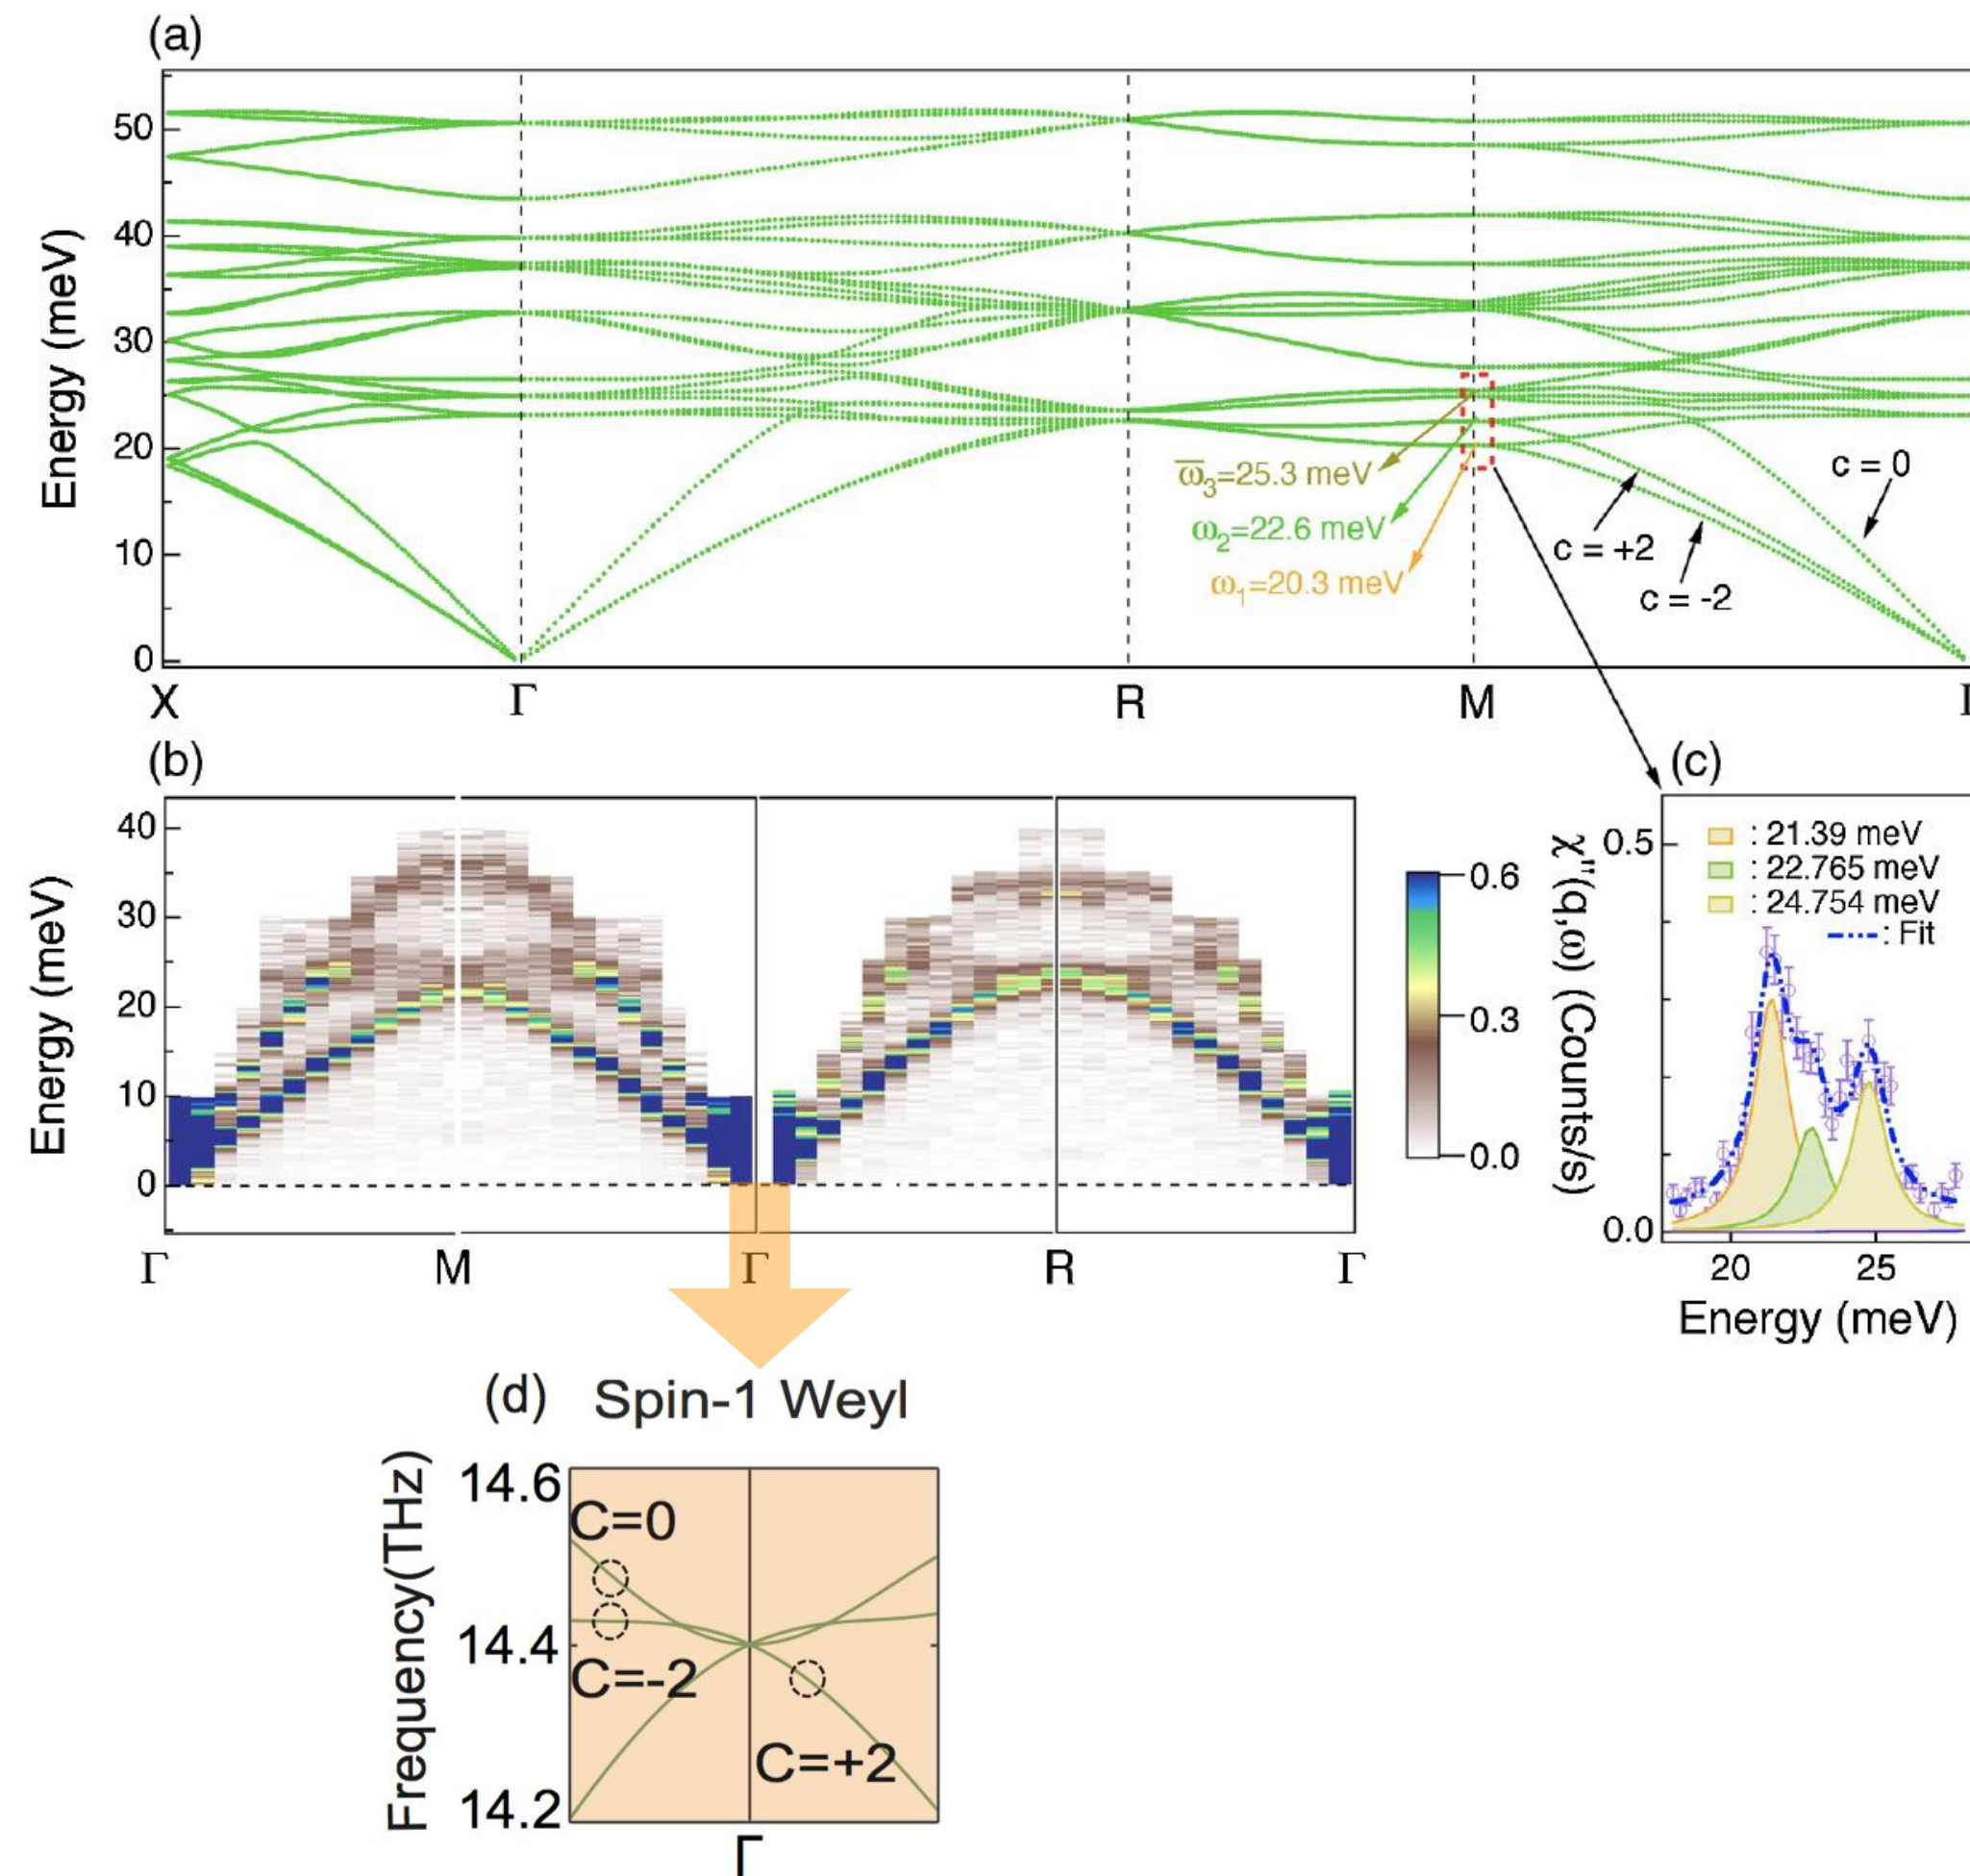 (a)
Energy (meV)
50
40
30
20
10
0
X
Γ
R
M
ω̅3=25.3 meV
ω2=22.6 meV
ω1=20.3 meV
c = +2
c = -2
c = 0
(b)
Energy (meV)
40
30
20
10
0
Γ
M
Γ
R
Γ
0.6
0.3
0.0
(c)
χ"(q,ω) (Counts/s)
0.5
0.0
: 21.39 meV
: 22.765 meV
: 24.754 meV
: Fit
20
25
Energy (meV)
(d)
Spin-1 Weyl
Frequency(THz)
14.6
14.4
14.2
C=0
C=-2
C=+2
Γ